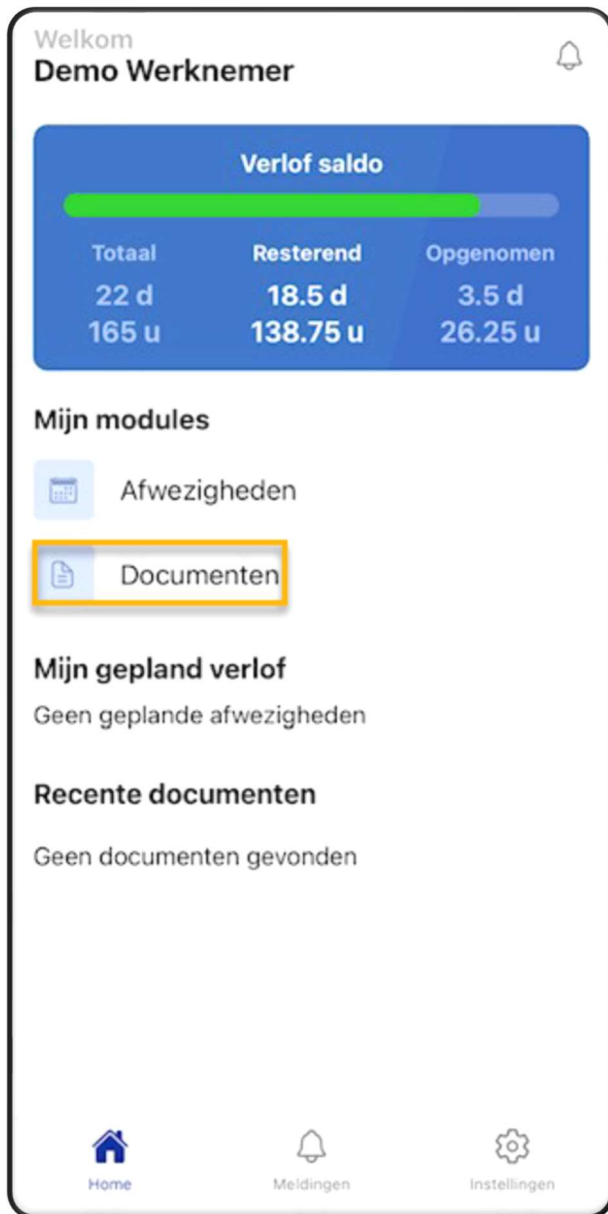 Welkom
Demo Werknemer
Verlof saldo
Totaal Resterend Opgenomen
22 d 18.5 d 3.5 d
165 u 138.75 u 26.25 u
Mijn modules
Afwezigheden
Documenten
Mijn gepland verlof
Geen geplande afwezigheden
Recente documenten
Geen documenten gevonden
Home Meldingen Instellingen